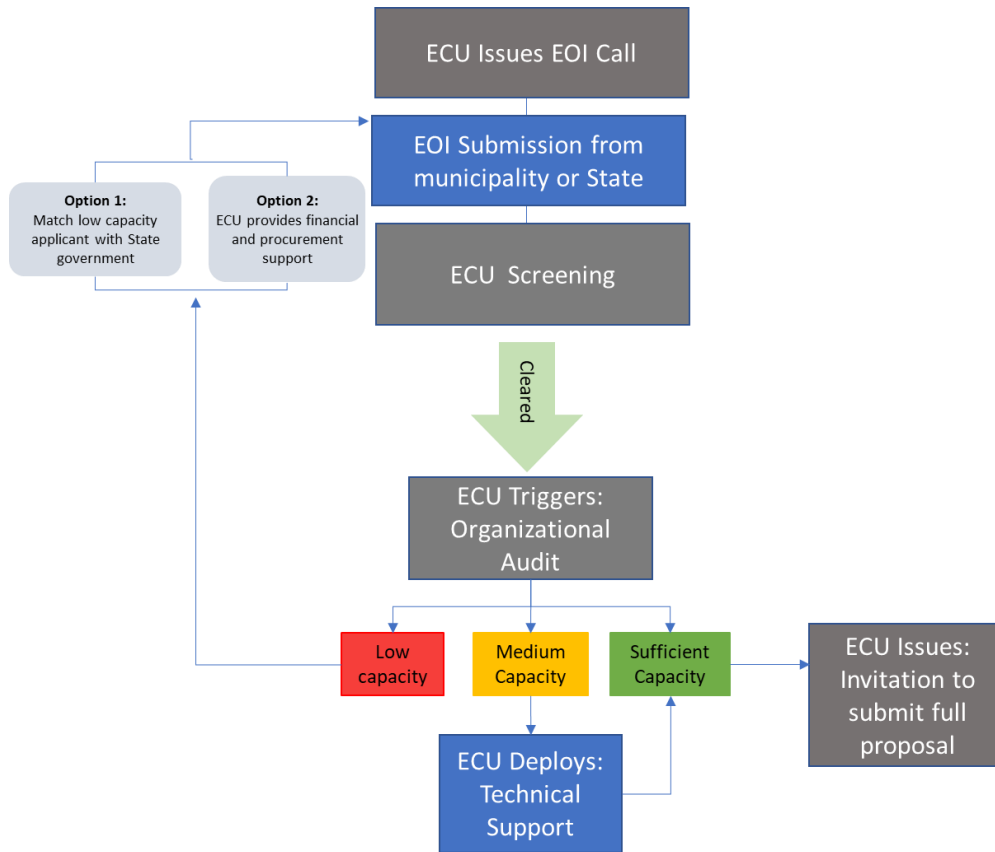 ECU Issues EOI Call
EOI Submission from
municipality or State
Option 1:
Match low capacity
applicant with State
government
Option 2:
ECU provides financial
and procurement
support
ECU  Screening
Cleared
ECU Triggers:
Organizational
Audit
Low
capacity
Medium
Capacity
Sufficient
Capacity
ECU Issues:
Invitation to
submit full
proposal
ECU Deploys:
Technical
Support